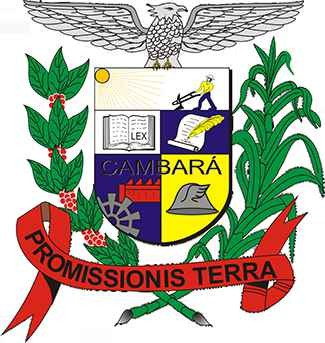 LEX
CAMBARÁ
PROMISSIONIS TERRA